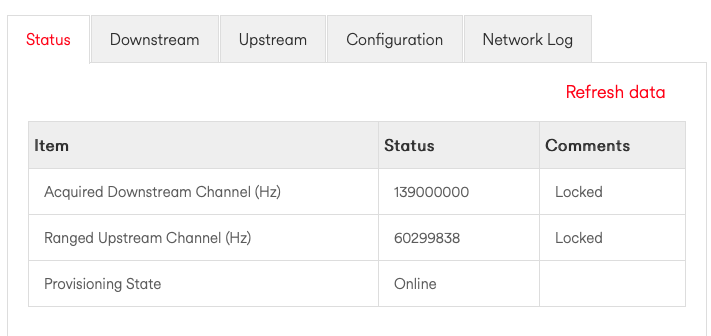 Status Downstream Upstream Configuration Network Log
Refresh data
Item Status Comments
Acquired Downstream Channel (Hz) 139000000 Locked
Ranged Upstream Channel (Hz) 60299838 Locked
Provisioning State Online